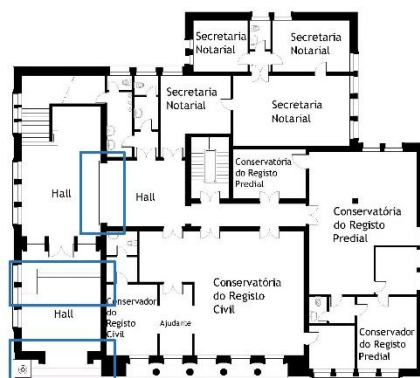 Secretaria
Notarial
Secretaria
Notarial
Secretaria
Notarial
Secretaria
Notarial
Hall
Hall
Conservatória
do Registo
Predial
Conservatória
do Registo
Predial
Conservatória
do Registo
Civil
Hall
Conservador
do
Registo
Civil
Ajudante
Conservador
do Registo
Predial